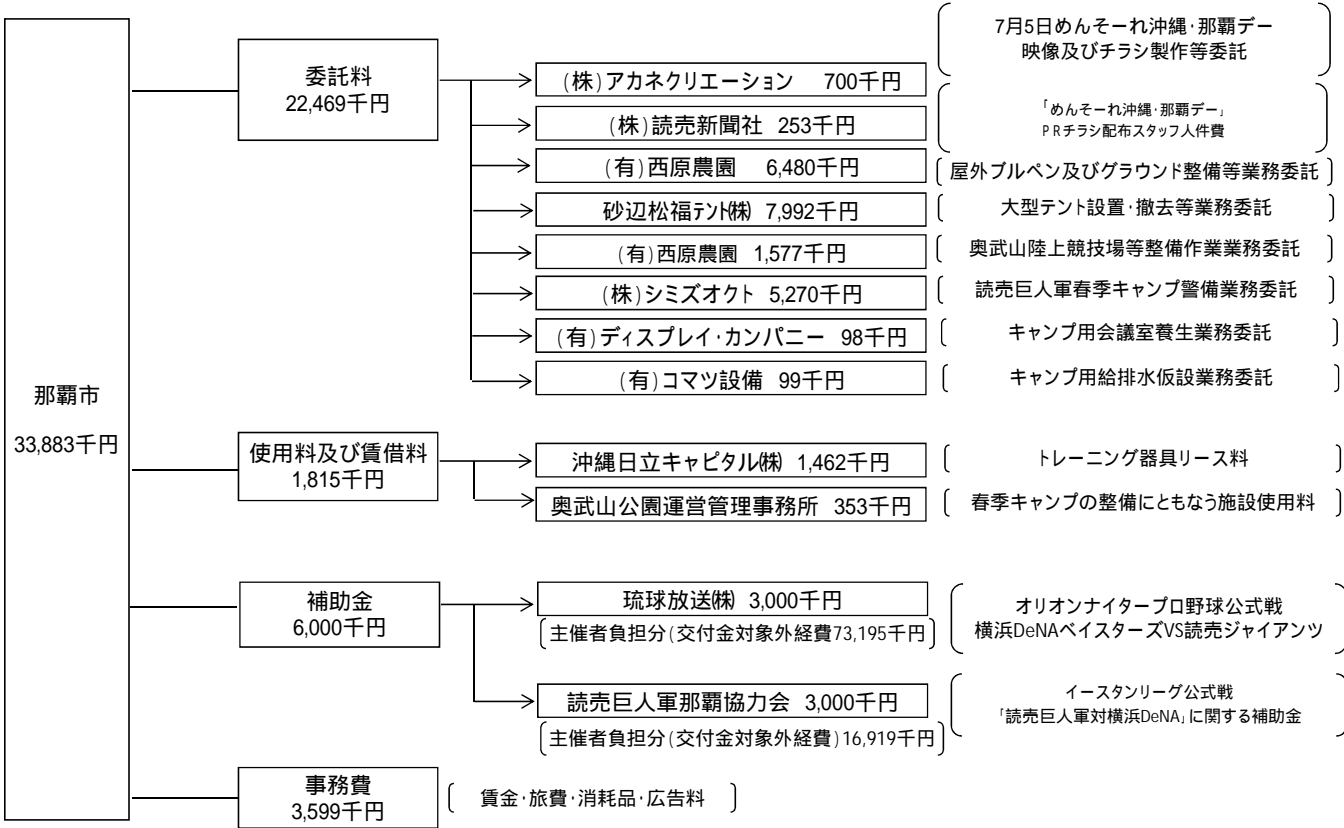 那覇市
33,883千円
委託料
22,469千円
(株)アカネクリエーション 700千円
7月5日めんそーれ沖縄・那覇デー
映像及びチラシ製作等委託
(株)読売新聞社 253千円
「めんそーれ沖縄・那覇デー」
PRチラシ配布スタッフ人件費
(有)西原農園 6,480千円
屋外ブルペン及びグラウンド整備等業務委託
砂辺松福テント(株) 7,992千円
大型テント設置・撤去等業務委託
(有)西原農園 1,577千円
奥武山陸上競技場等整備作業業務委託
(株)シミズオクト 5,270千円
読売巨人軍春季キャンプ警備業務委託
(有)ディスプレイ・カンパニー 98千円
キャンプ用会議室養生業務委託
(有)コマツ設備 99千円
キャンプ用給排水仮設業務委託
使用料及び賃借料
1,815千円
沖縄日立キャピタル(株) 1,462千円
トレーニング器具リース料
奥武山公園運営管理事務所 353千円
春季キャンプの整備にともなう施設使用料
補助金
6,000千円
琉球放送(株) 3,000千円
主催者負担分(交付金対象外経費73,195千円
オリオンナイタープロ野球公式戦
横浜DeNAベイスターズVS読売ジャイアンツ
読売巨人軍那覇協力会 3,000千円
主催者負担分(交付金対象外経費)16,919千円
イースタンリーグ公式戦
「読売巨人軍対横浜DeNA」に関する補助金
事務費
3,599千円
賃金・旅費・消耗品・広告料